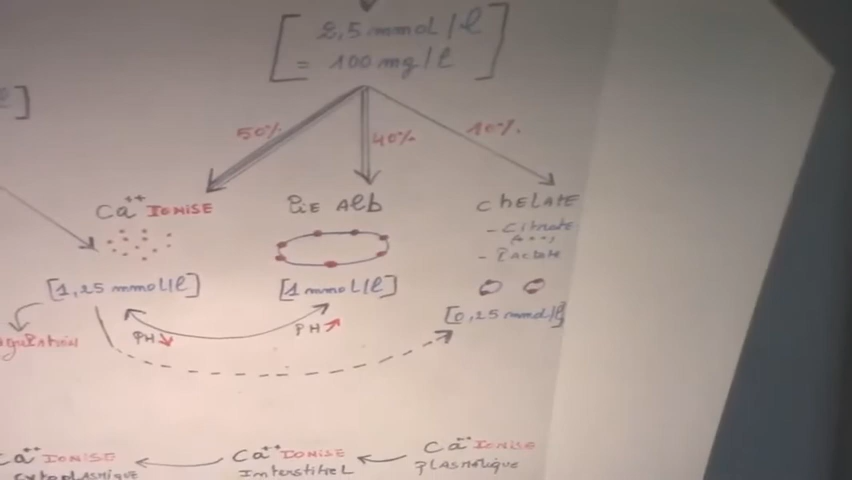 [ 2,5 mmol/l
= 100 mg/l ]
50%
40%
10%
Ca++ IONISE
LiE Alb
CHELATE
- Citrate
- Lactate
[1,25 mmol/l]
[1 mmol/l]
[0,25 mmol/l]
PH↘
PH↗
Ca++ IONISE
CYTOPLASMIQUE
Ca++ IONISE
Interstitiel
Ca++ IONISE
PLASMATIQUE